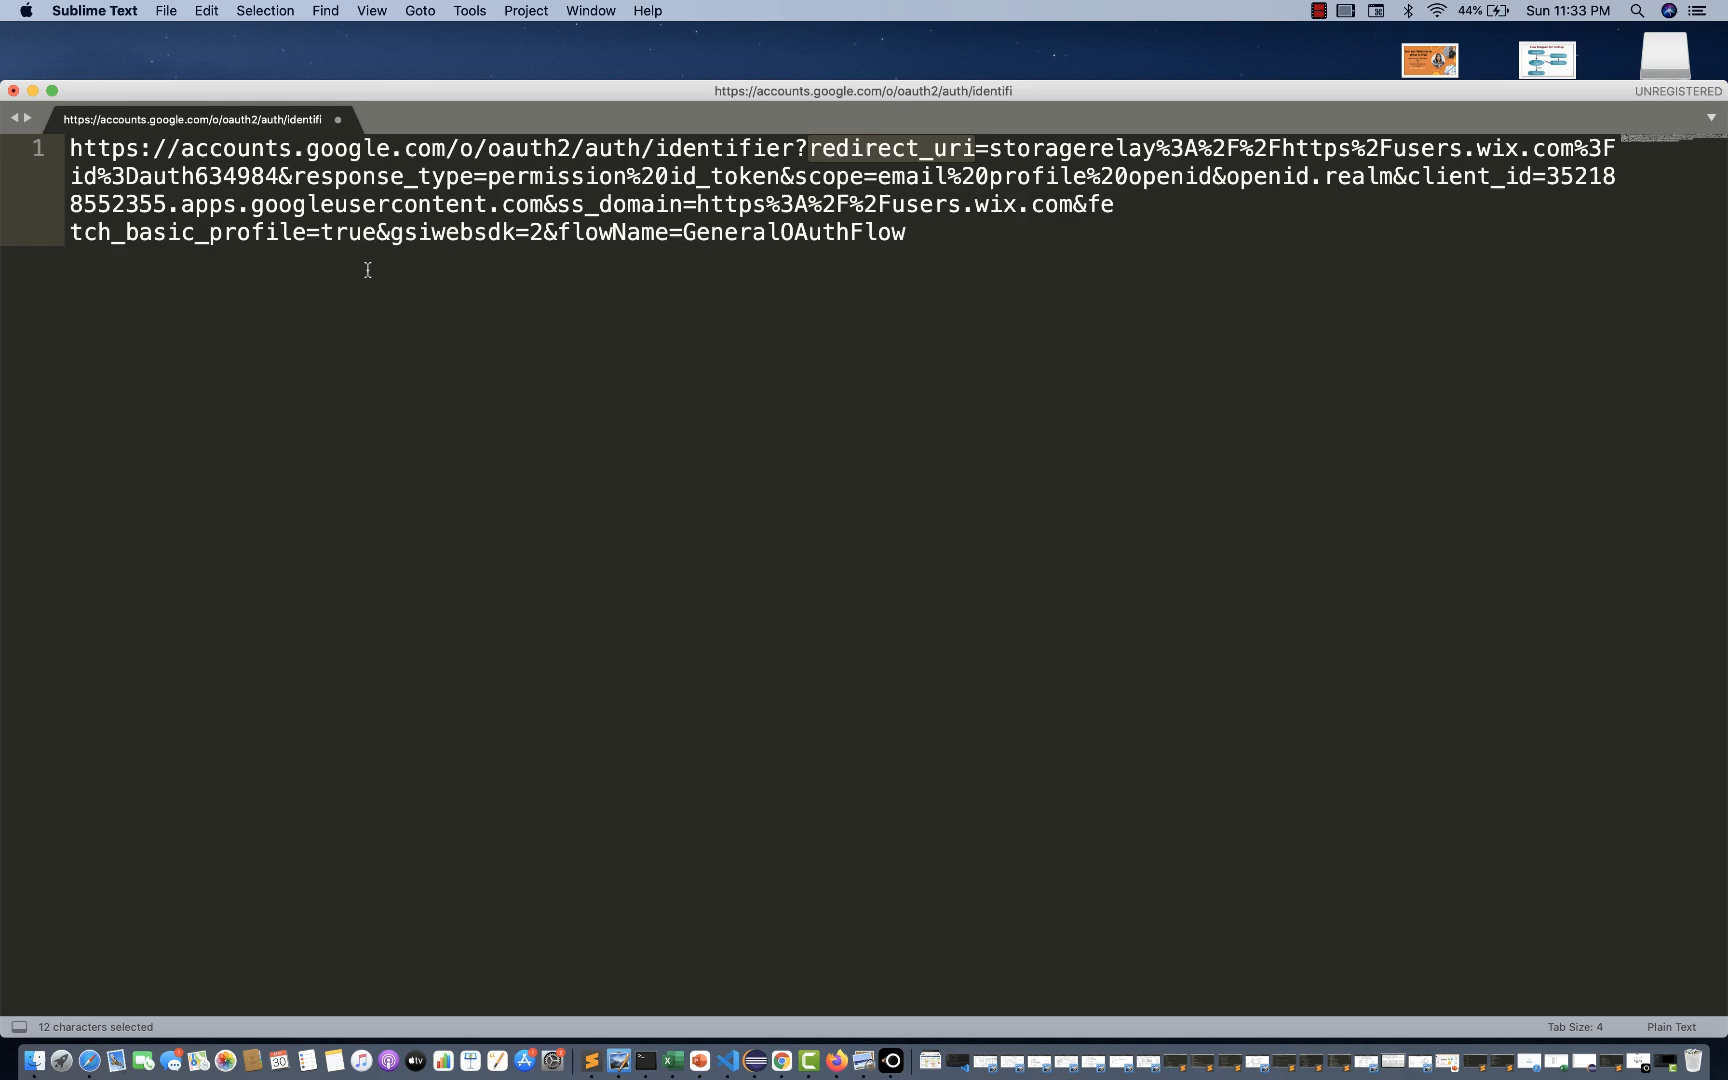 Sublime Text File Edit Selection Find View Goto Tools Project Window Help 44% Sun 11:33 PM
https://accounts.google.com/o/oauth2/auth/identifi
UNREGISTERED
https://accounts.google.com/o/oauth2/auth/identifi
1 https://accounts.google.com/o/oauth2/auth/identifier?redirect_uri=storagerelay%3A%2F%2Fhttps%2Fusers.wix.com%3F
id%3Dauth634984&response_type=permission%20id_token&scope=email%20profile%20openid&openid.realm&client_id=35218
8552355.apps.googleusercontent.com&ss_domain=https%3A%2F%2Fusers.wix.com&fe
tch_basic_profile=true&gsiwebsdk=2&flowName=GeneralOAuthFlow
12 characters selected
Tab Size: 4
Plain Text